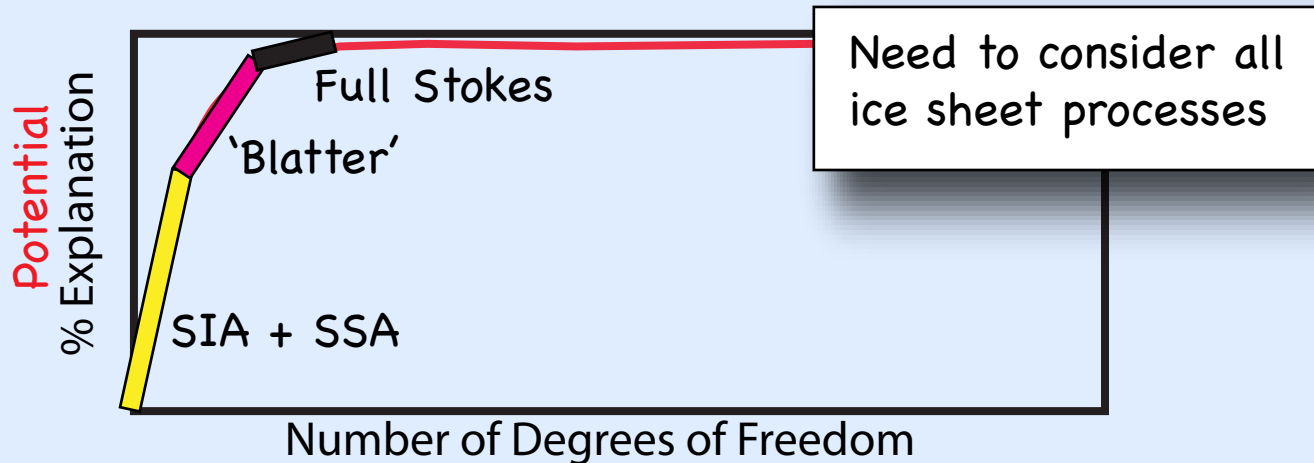 Need to consider all
ice sheet processes
Full Stokes
'Blatter'
SIA + SSA
Potential
% Explanation
Number of Degrees of Freedom